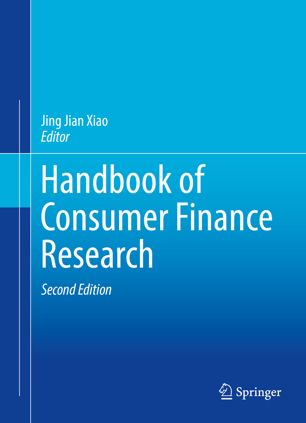 Jing Jian Xiao
Editor
Handbook of
Consumer Finance
Research
Second Edition
Springer